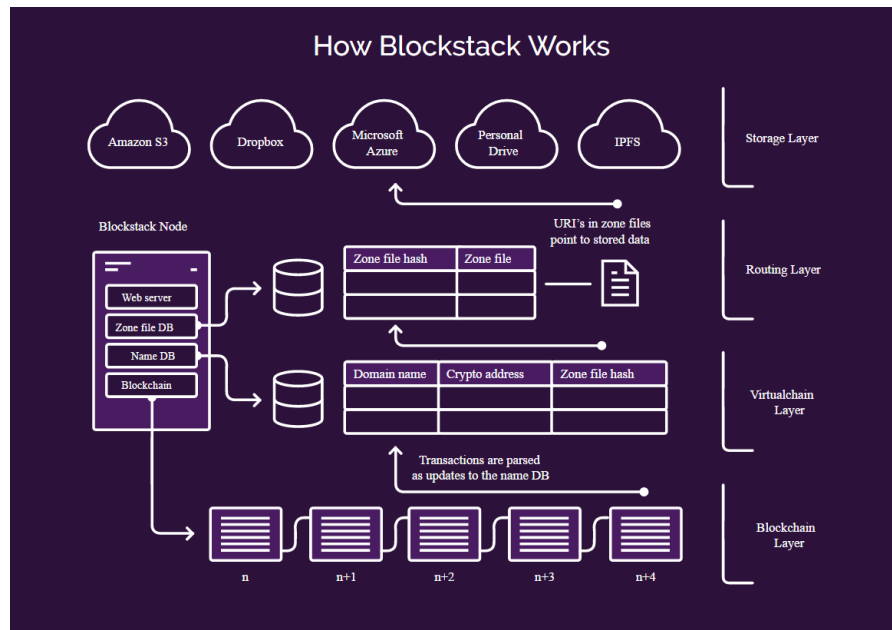 How Blockstack Works
Amazon S3
Dropbox
Microsoft
Azure
Personal
Drive
IPFS
Storage Layer
URI's in zone files
point to stored data
Blockstack Node
Web server
Zone file DB
Name DB
Blockchain
Zone file hash
Zone file
Routing Layer
Domain name
Crypto address
Zone file hash
Virtualchain
Layer
Transactions are parsed
as updates to the name DB
Blockchain
Layer
n
n+1
n+2
n+3
n+4